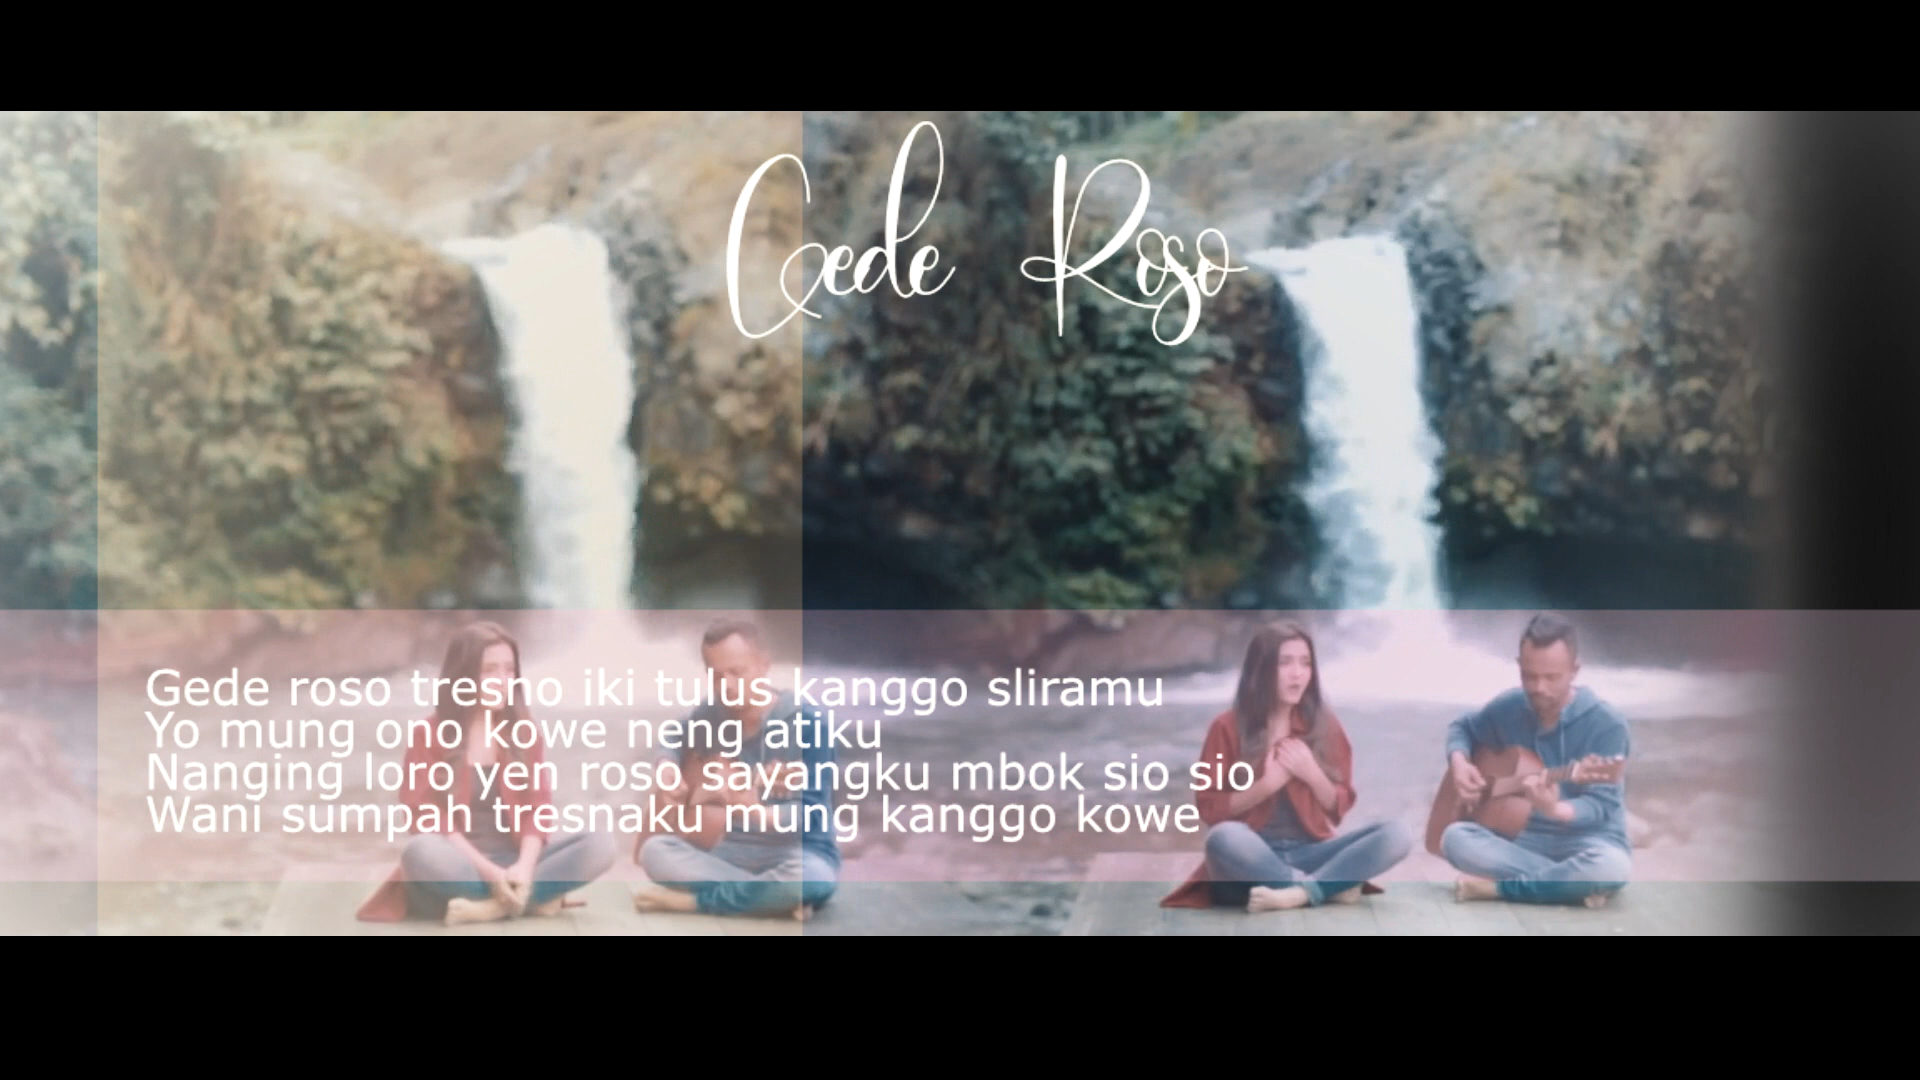 Gede Roso
Gede roso tresno iki tulus kanggo sliramu
Yo mung ono kowe neng atiku
Nanging loro yen roso sayangku mbok sio sio
Wani sumpah tresnaku mung kanggo kowe